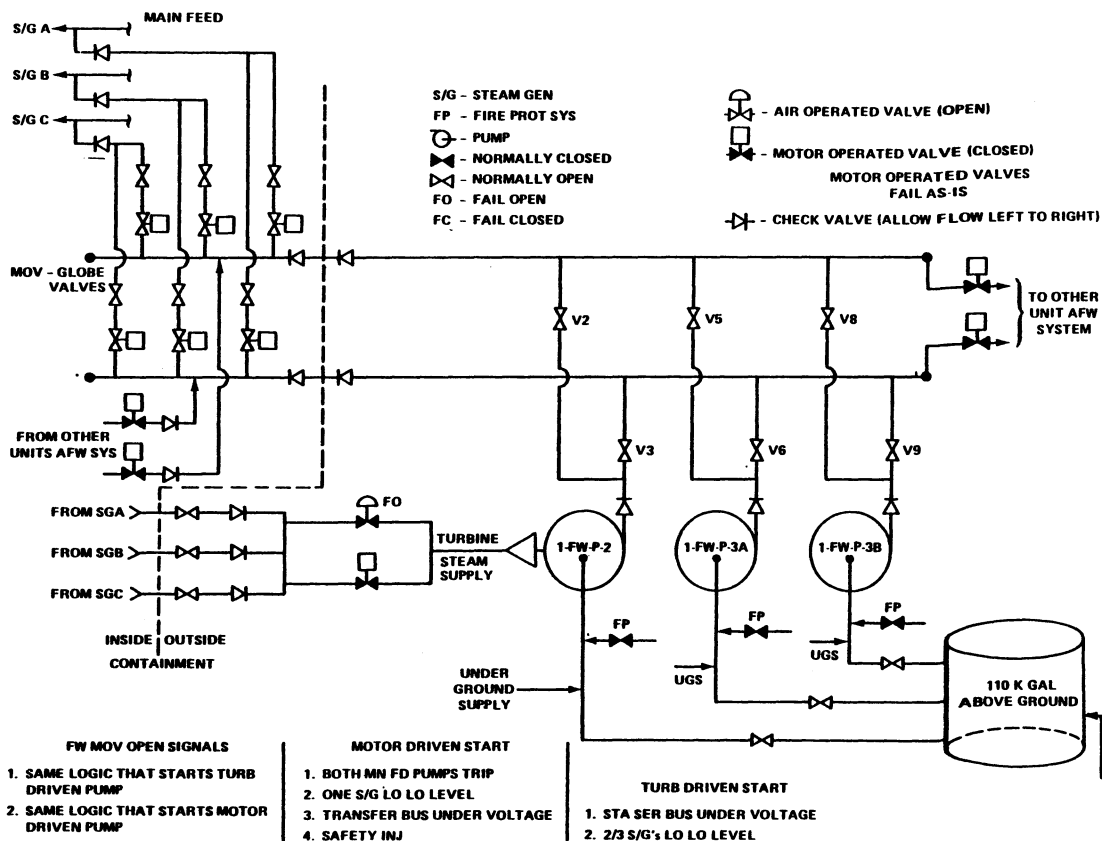 MAIN FEED
S/G A
S/G B
S/G C
S/G – STEAM GEN
FP – FIRE PROT SYS
– PUMP
– NORMALLY CLOSED
– NORMALLY OPEN
FO – FAIL OPEN
FC – FAIL CLOSED
– AIR OPERATED VALVE (OPEN)
– MOTOR OPERATED VALVE (CLOSED)
MOTOR OPERATED VALVES
FAIL AS-IS
– CHECK VALVE (ALLOW FLOW LEFT TO RIGHT)
MOV – GLOBE
VALVES
TO OTHER
UNIT AFW
SYSTEM
V2
V5
V8
V3
V6
V9
FROM OTHER
UNITS AFW SYS
FROM SGA
FROM SGB
FROM SGC
FO
TURBINE
STEAM
SUPPLY
1-FW-P-2
1-FW-P-3A
1-FW-P-3B
FP
FP
FP
UGS
UGS
INSIDE
OUTSIDE
CONTAINMENT
UNDER
GROUND
SUPPLY
110 K GAL
ABOVE GROUND
FW MOV OPEN SIGNALS
1. SAME LOGIC THAT STARTS TURB
DRIVEN PUMP
2. SAME LOGIC THAT STARTS MOTOR
DRIVEN PUMP
MOTOR DRIVEN START
1. BOTH MN FD PUMPS TRIP
2. ONE S/G LO LO LEVEL
3. TRANSFER BUS UNDER VOLTAGE
4. SAFETY INJ
TURB DRIVEN START
1. STA SER BUS UNDER VOLTAGE
2. 2/3 S/G's LO LO LEVEL